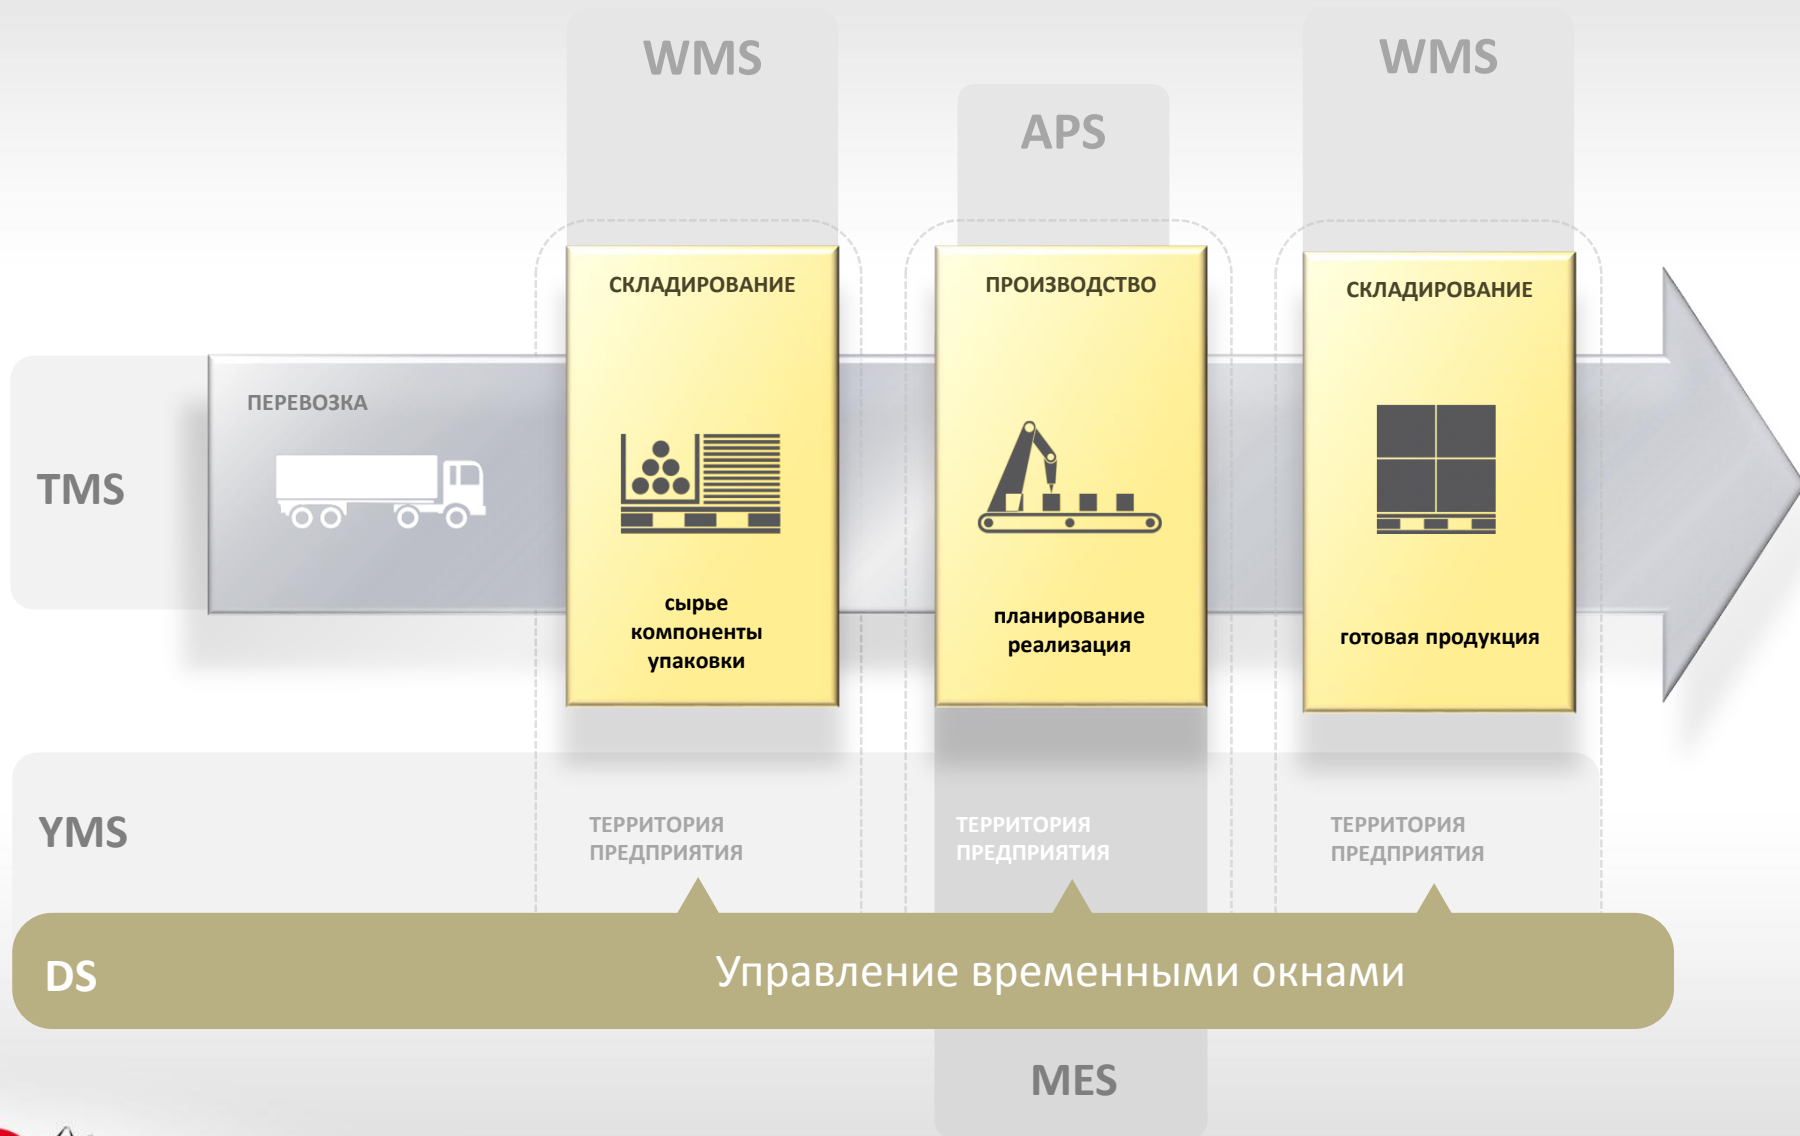 WMS
WMS
APS
СКЛАДИРОВАНИЕ
ПРОИЗВОДСТВО
СКЛАДИРОВАНИЕ
ПЕРЕВОЗКА
TMS
сырье
компоненты
упаковки
планирование
реализация
готовая продукция
YMS
ТЕРРИТОРИЯ
ПРЕДПРИЯТИЯ
ТЕРРИТОРИЯ
ПРЕДПРИЯТИЯ
ТЕРРИТОРИЯ
ПРЕДПРИЯТИЯ
DS
Управление временными окнами
MES